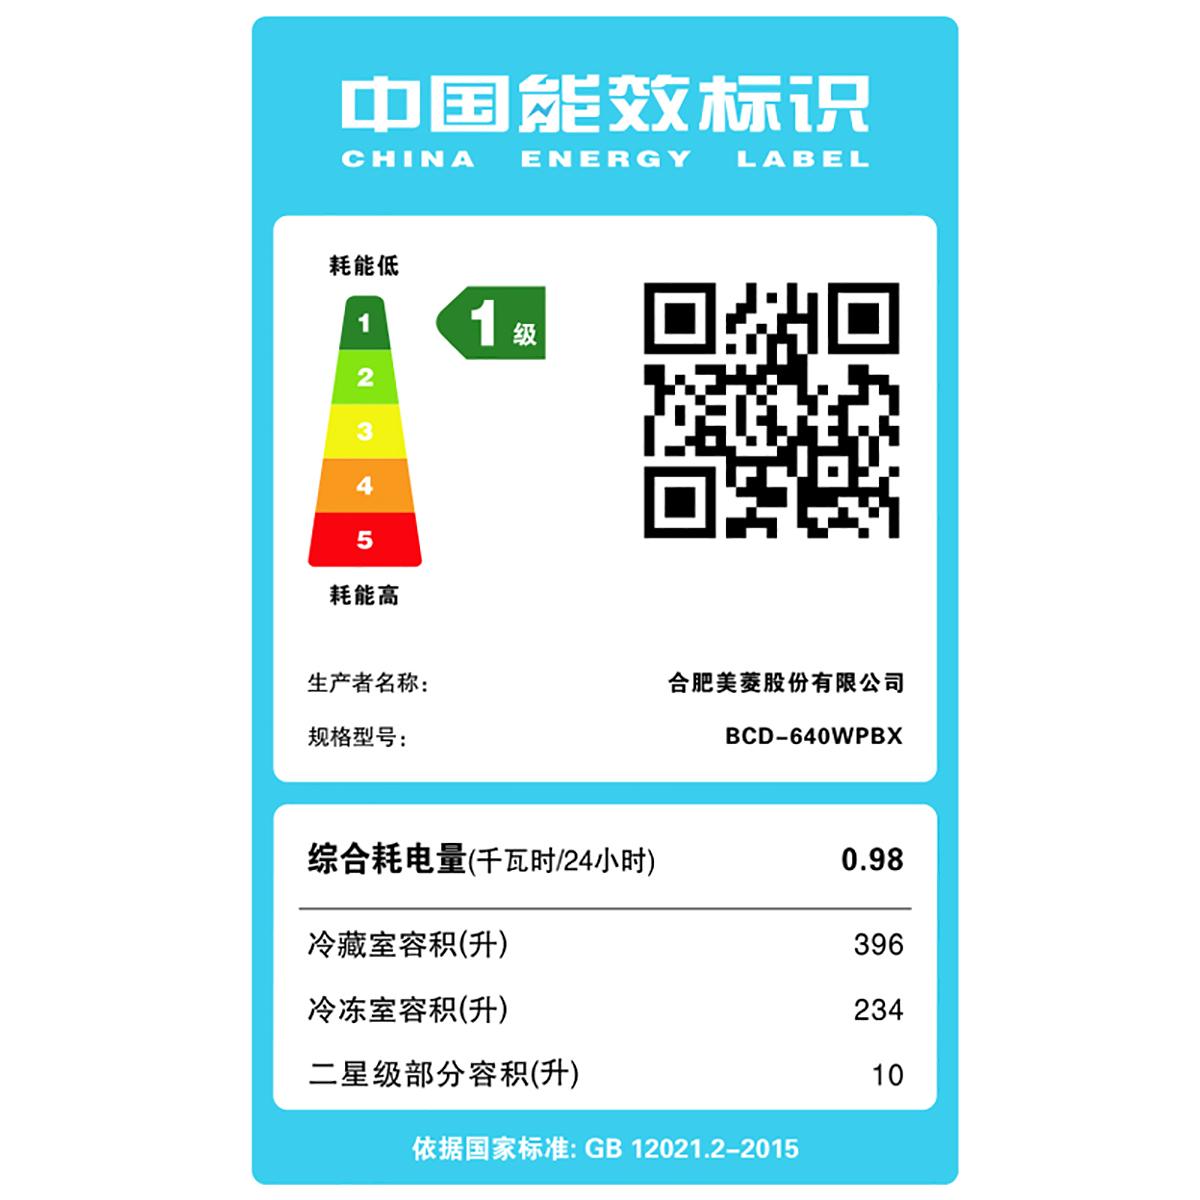 中国能效标识
CHINA ENERGY LABEL
耗能低
1
2
3
4
5
耗能高
1级
生产者名称: 合肥美菱股份有限公司
规格型号: BCD-640WPBX
综合耗电量(千瓦时/24小时) 0.98
冷藏室容积(升) 396
冷冻室容积(升) 234
二星级部分容积(升) 10
依据国家标准: GB 12021.2-2015